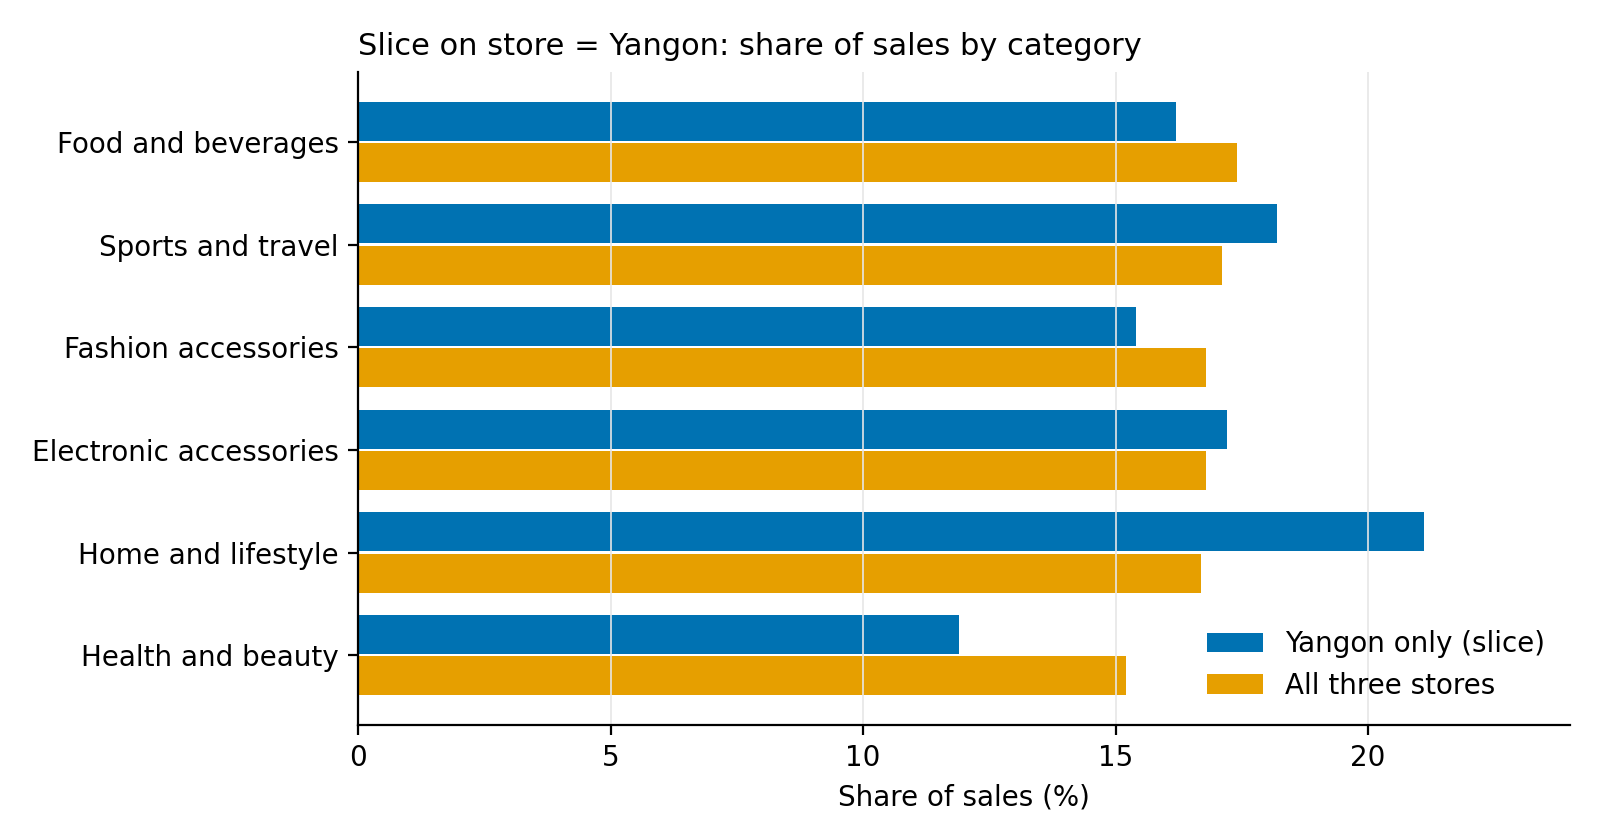 Slice on store = Yangon: share of sales by category
Food and beverages
Sports and travel
Fashion accessories
Electronic accessories
Home and lifestyle
Health and beauty
Yangon only (slice)
All three stores
0 5 10 15 20
Share of sales (%)